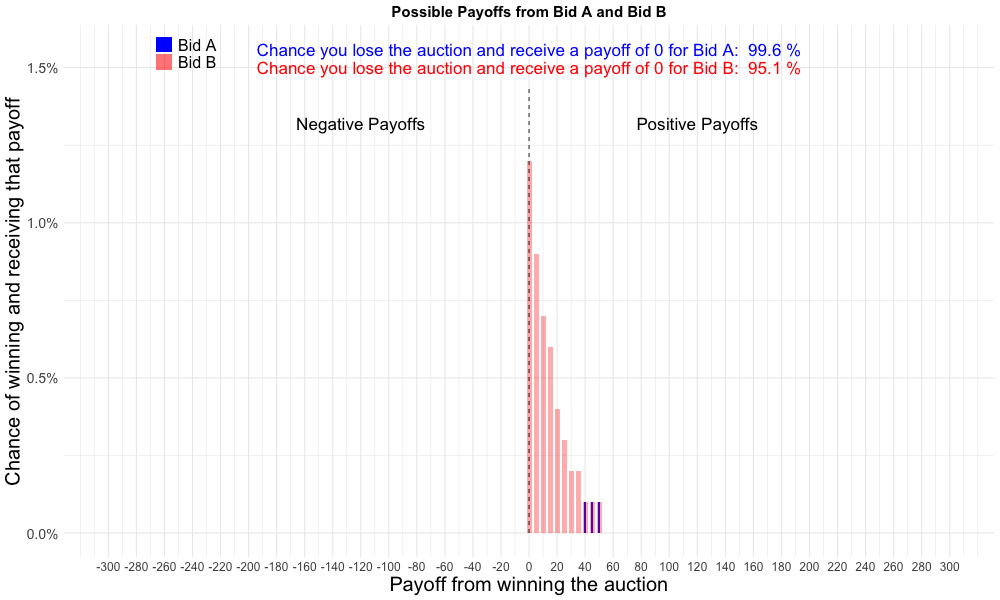 Possible Payoffs from Bid A and Bid B
Bid A
Bid B
Chance you lose the auction and receive a payoff of 0 for Bid A: 99.6 %
Chance you lose the auction and receive a payoff of 0 for Bid B: 95.1 %
Negative Payoffs
Positive Payoffs
Chance of winning and receiving that payoff
1.5%
1.0%
0.5%
0.0%
-300 -280 -260 -240 -220 -200 -180 -160 -140 -120 -100 -80 -60 -40 -20 0 20 40 60 80 100 120 140 160 180 200 220 240 260 280 300
Payoff from winning the auction